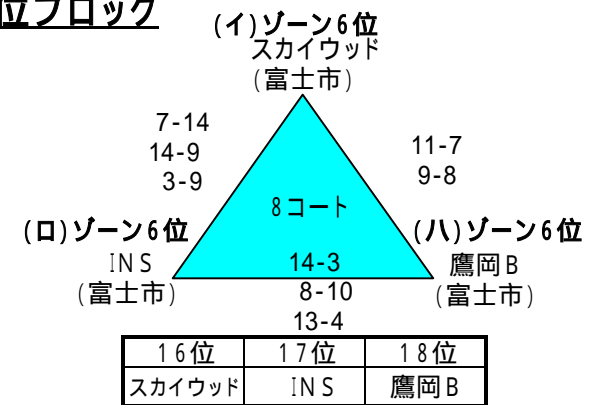 位ブロック
(イ)ゾーン6位
スカイウッド
(富士市)
7-14
14-9
3-9
11-7
9-8
8コート
(ロ)ゾーン6位
INS
(富士市)
(ハ)ゾーン6位
鷹岡B
(富士市)
14-3
8-10
13-4
16位 17位 18位
スカイウッド INS 鷹岡B